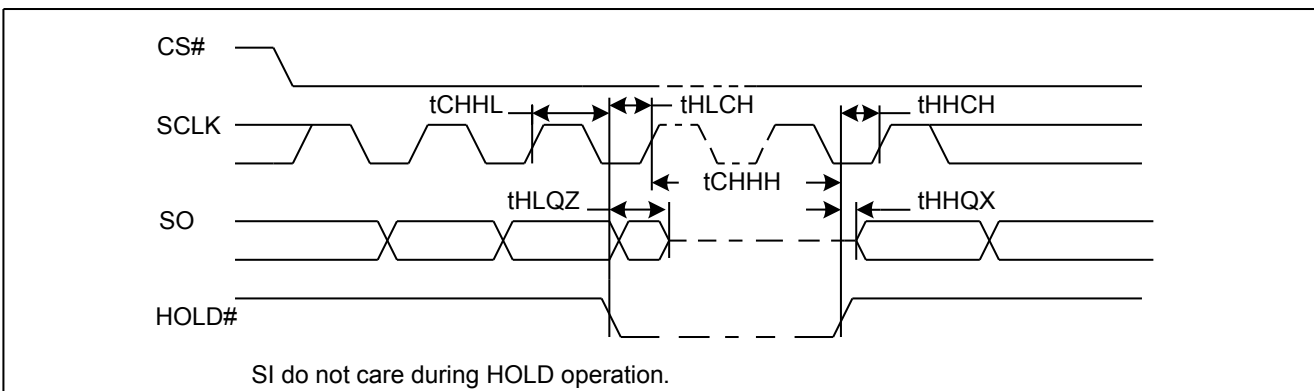 CS#
tCHHL
tHLCH
tHHCH
SCLK
tCHHH
tHLQZ
tHHQX
SO
HOLD#
SI do not care during HOLD operation.